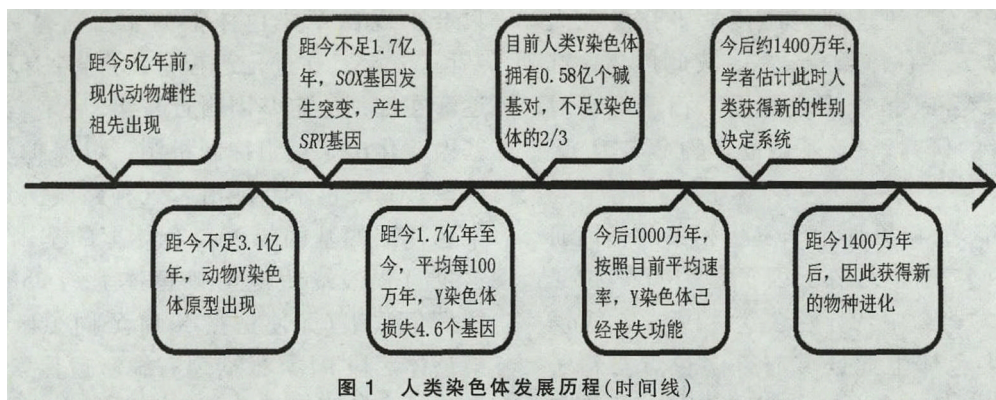 距今5亿年前，
现代动物雄性
祖先出现
距今不足1.7亿
年，SOX基因发
生突变，产生
SRY基因
目前人类Y染色体
拥有0.58亿个碱
基对，不足X染色
体的2/3
今后约1400万年，
学者估计此时人
类获得新的性别
决定系统
距今不足3.1亿
年，动物Y染色
体原型出现
距今1.7亿年至
今，平均每100
万年，Y染色体
损失4.6个基因
今后1000万年，
按照目前平均速
率，Y染色体已
经丧失功能
距今1400万年
后，因此获得新
的物种进化
图 1 人类染色体发展历程(时间线)